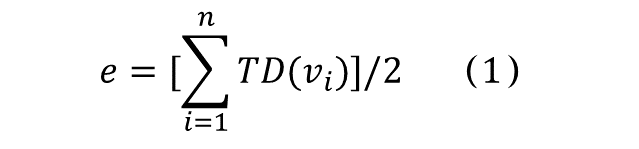 e = [∑_{i=1}^{n} TD(v_i)]/2 (1)